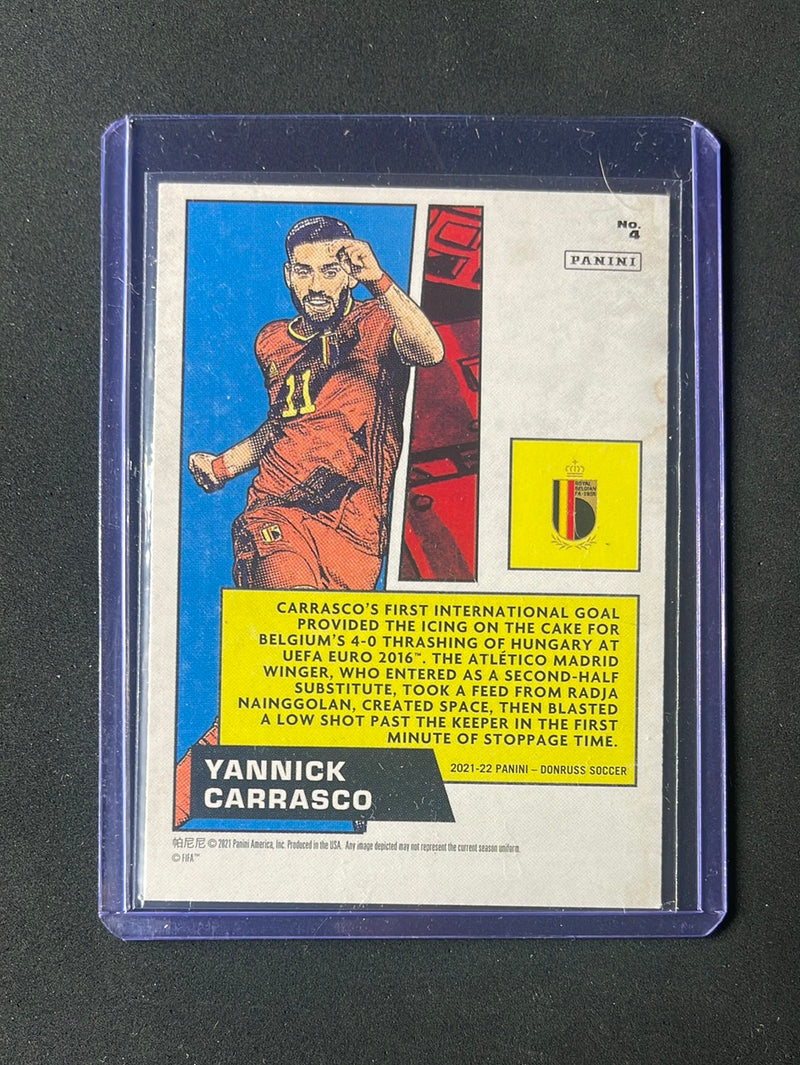 No.
4
PANINI
11
ROYAL
BELGIAN
FA-1895
CARRASCO'S FIRST INTERNATIONAL GOAL
PROVIDED THE ICING ON THE CAKE FOR
BELGIUM'S 4-0 THRASHING OF HUNGARY AT
UEFA EURO 2016™. THE ATLÉTICO MADRID
WINGER, WHO ENTERED AS A SECOND-HALF
SUBSTITUTE, TOOK A FEED FROM RADJA
NAINGGOLAN, CREATED SPACE, THEN BLASTED
A LOW SHOT PAST THE KEEPER IN THE FIRST
MINUTE OF STOPPAGE TIME.
2021-22 PANINI – DONRUSS SOCCER
YANNICK
CARRASCO
帕尼尼 © 2021 Panini America, Inc. Produced in the USA. Any image depicted may not represent the current season uniform.
© FIFA™